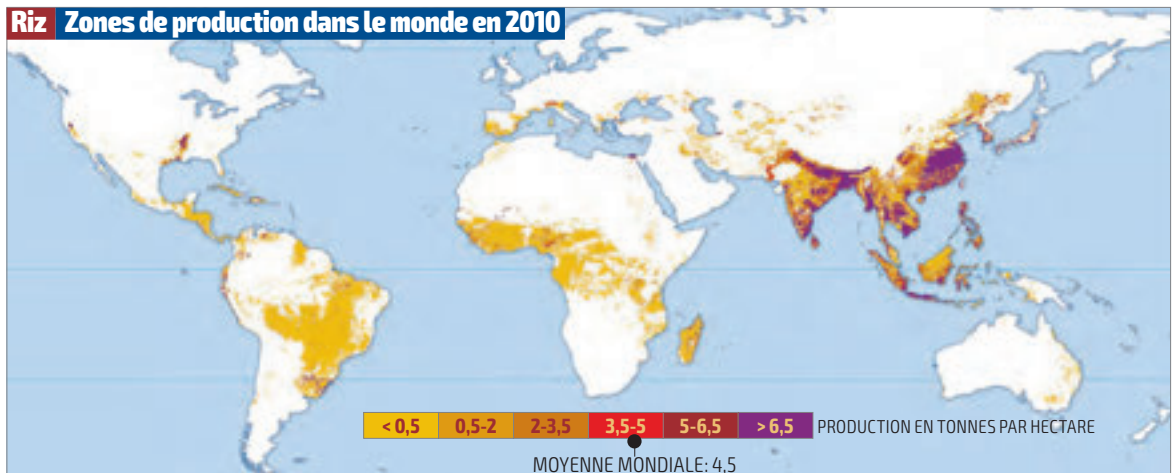 Riz Zones de production dans le monde en 2010
< 0,5 0,5-2 2-3,5 3,5-5 5-6,5 > 6,5 PRODUCTION EN TONNES PAR HECTARE
MOYENNE MONDIALE: 4,5